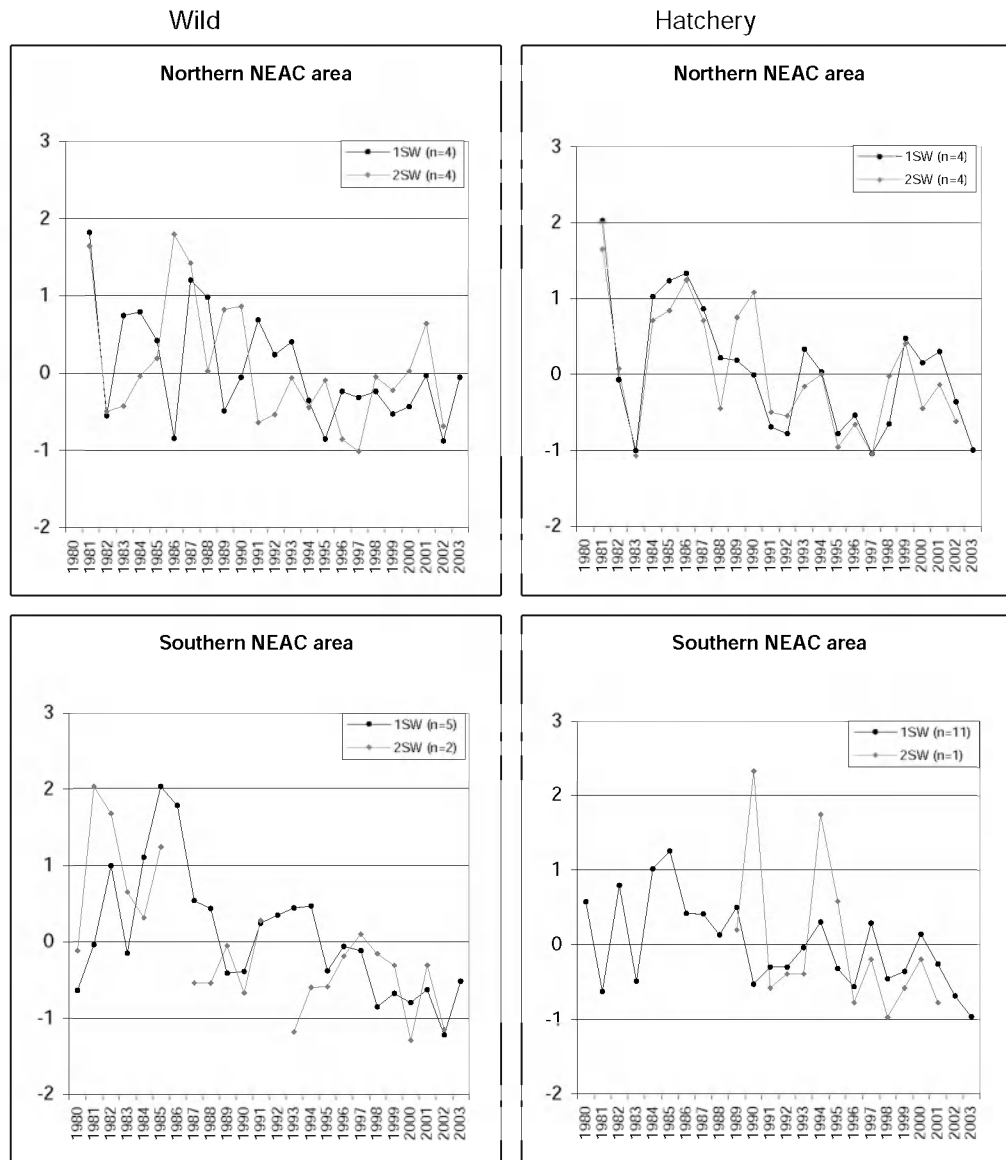 Wild
Hatchery
Northern NEAC area
3
2
1
0
-1
-2
1SW (n=4)
2SW (n=4)
1980 1981 1982 1983 1984 1985 1986 1987 1988 1989 1990 1991 1992 1993 1994 1995 1996 1997 1998 1999 2000 2001 2002 2003
Northern NEAC area
3
2
1
0
-1
-2
1SW (n=4)
2SW (n=4)
1980 1981 1982 1983 1984 1985 1986 1987 1988 1989 1990 1991 1992 1993 1994 1995 1996 1997 1998 1999 2000 2001 2002 2003
Southern NEAC area
3
2
1
0
-1
-2
1SW (n=5)
2SW (n=2)
1980 1981 1982 1983 1984 1985 1986 1987 1988 1989 1990 1991 1992 1993 1994 1995 1996 1997 1998 1999 2000 2001 2002 2003
Southern NEAC area
3
2
1
0
-1
-2
1SW (n=11)
2SW (n=1)
1980 1981 1982 1983 1984 1985 1986 1987 1988 1989 1990 1991 1992 1993 1994 1995 1996 1997 1998 1999 2000 2001 2002 2003